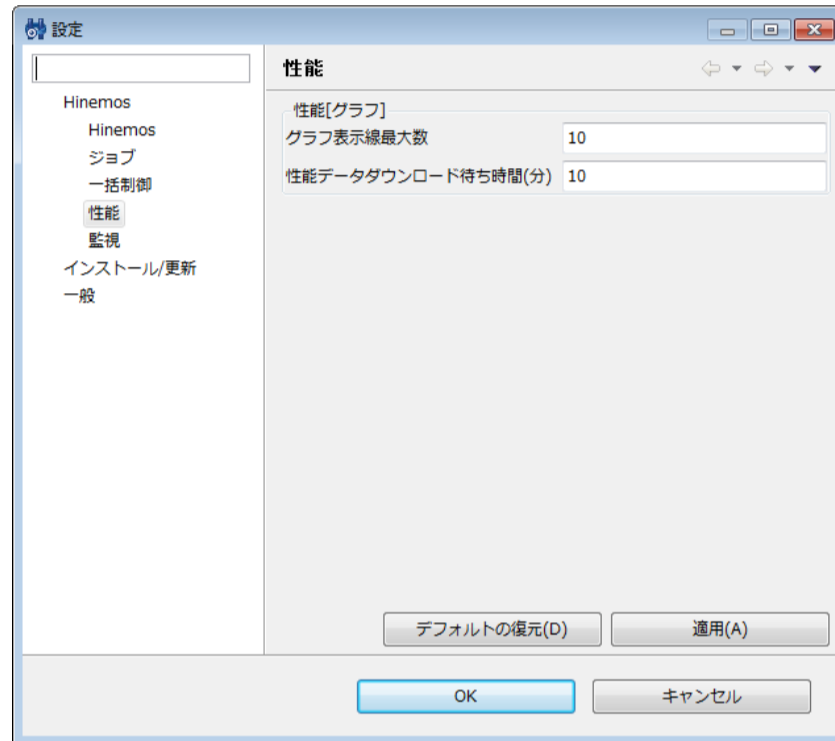 設定
性能
Hinemos
Hinemos
ジョブ
一括制御
性能
監視
インストール/更新
一般
性能[グラフ]
グラフ表示線最大数 10
性能データダウンロード待ち時間(分) 10
デフォルトの復元(D) 適用(A)
OK キャンセル